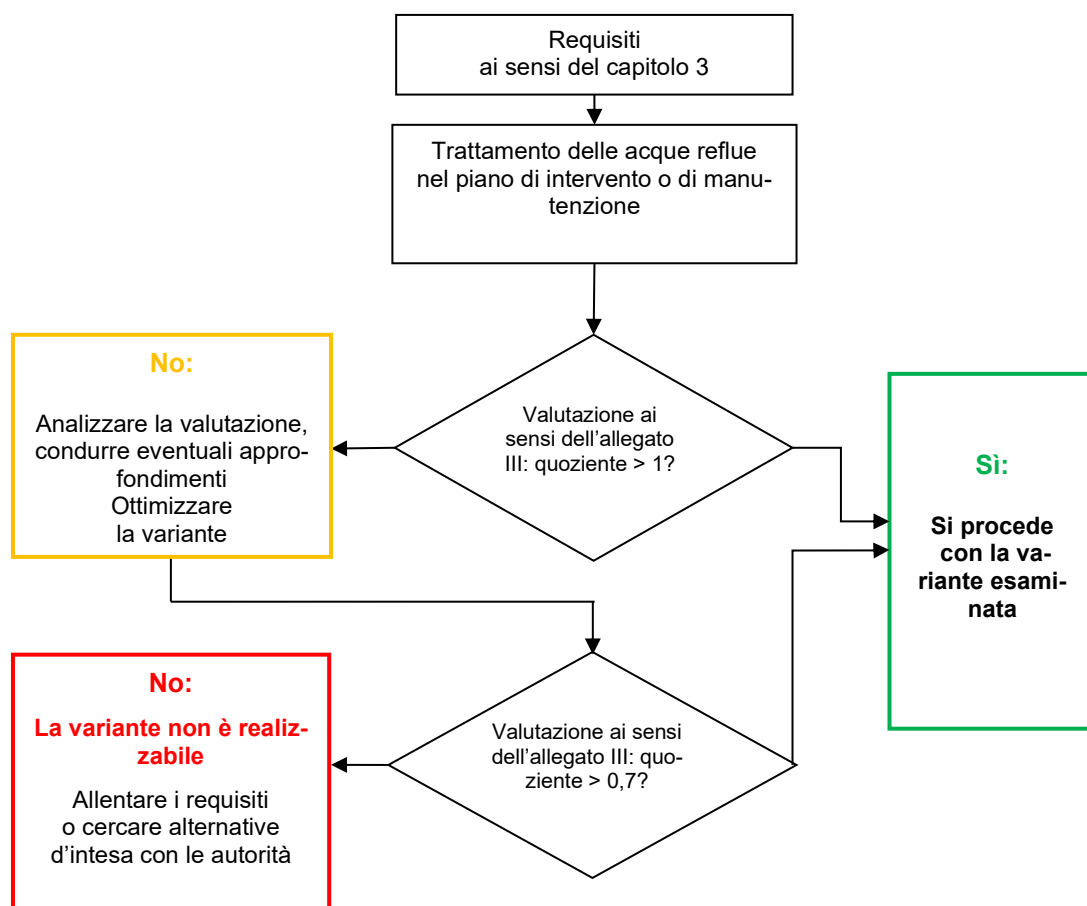 Requisiti
ai sensi del capitolo 3
Trattamento delle acque reflue
nel piano di intervento o di manu-
tenzione
No:
Analizzare la valutazione,
condurre eventuali appro-
fondimenti
Ottimizzare
la variante
Valutazione ai
sensi dell'allegato
III: quoziente > 1?
Sì:
Si procede
con la va-
riante esami-
nata
No:
La variante non è realiz-
zabile
Allentare i requisiti
o cercare alternative
d'intesa con le autorità
Valutazione ai sensi
dell'allegato III: quo-
ziente > 0,7?